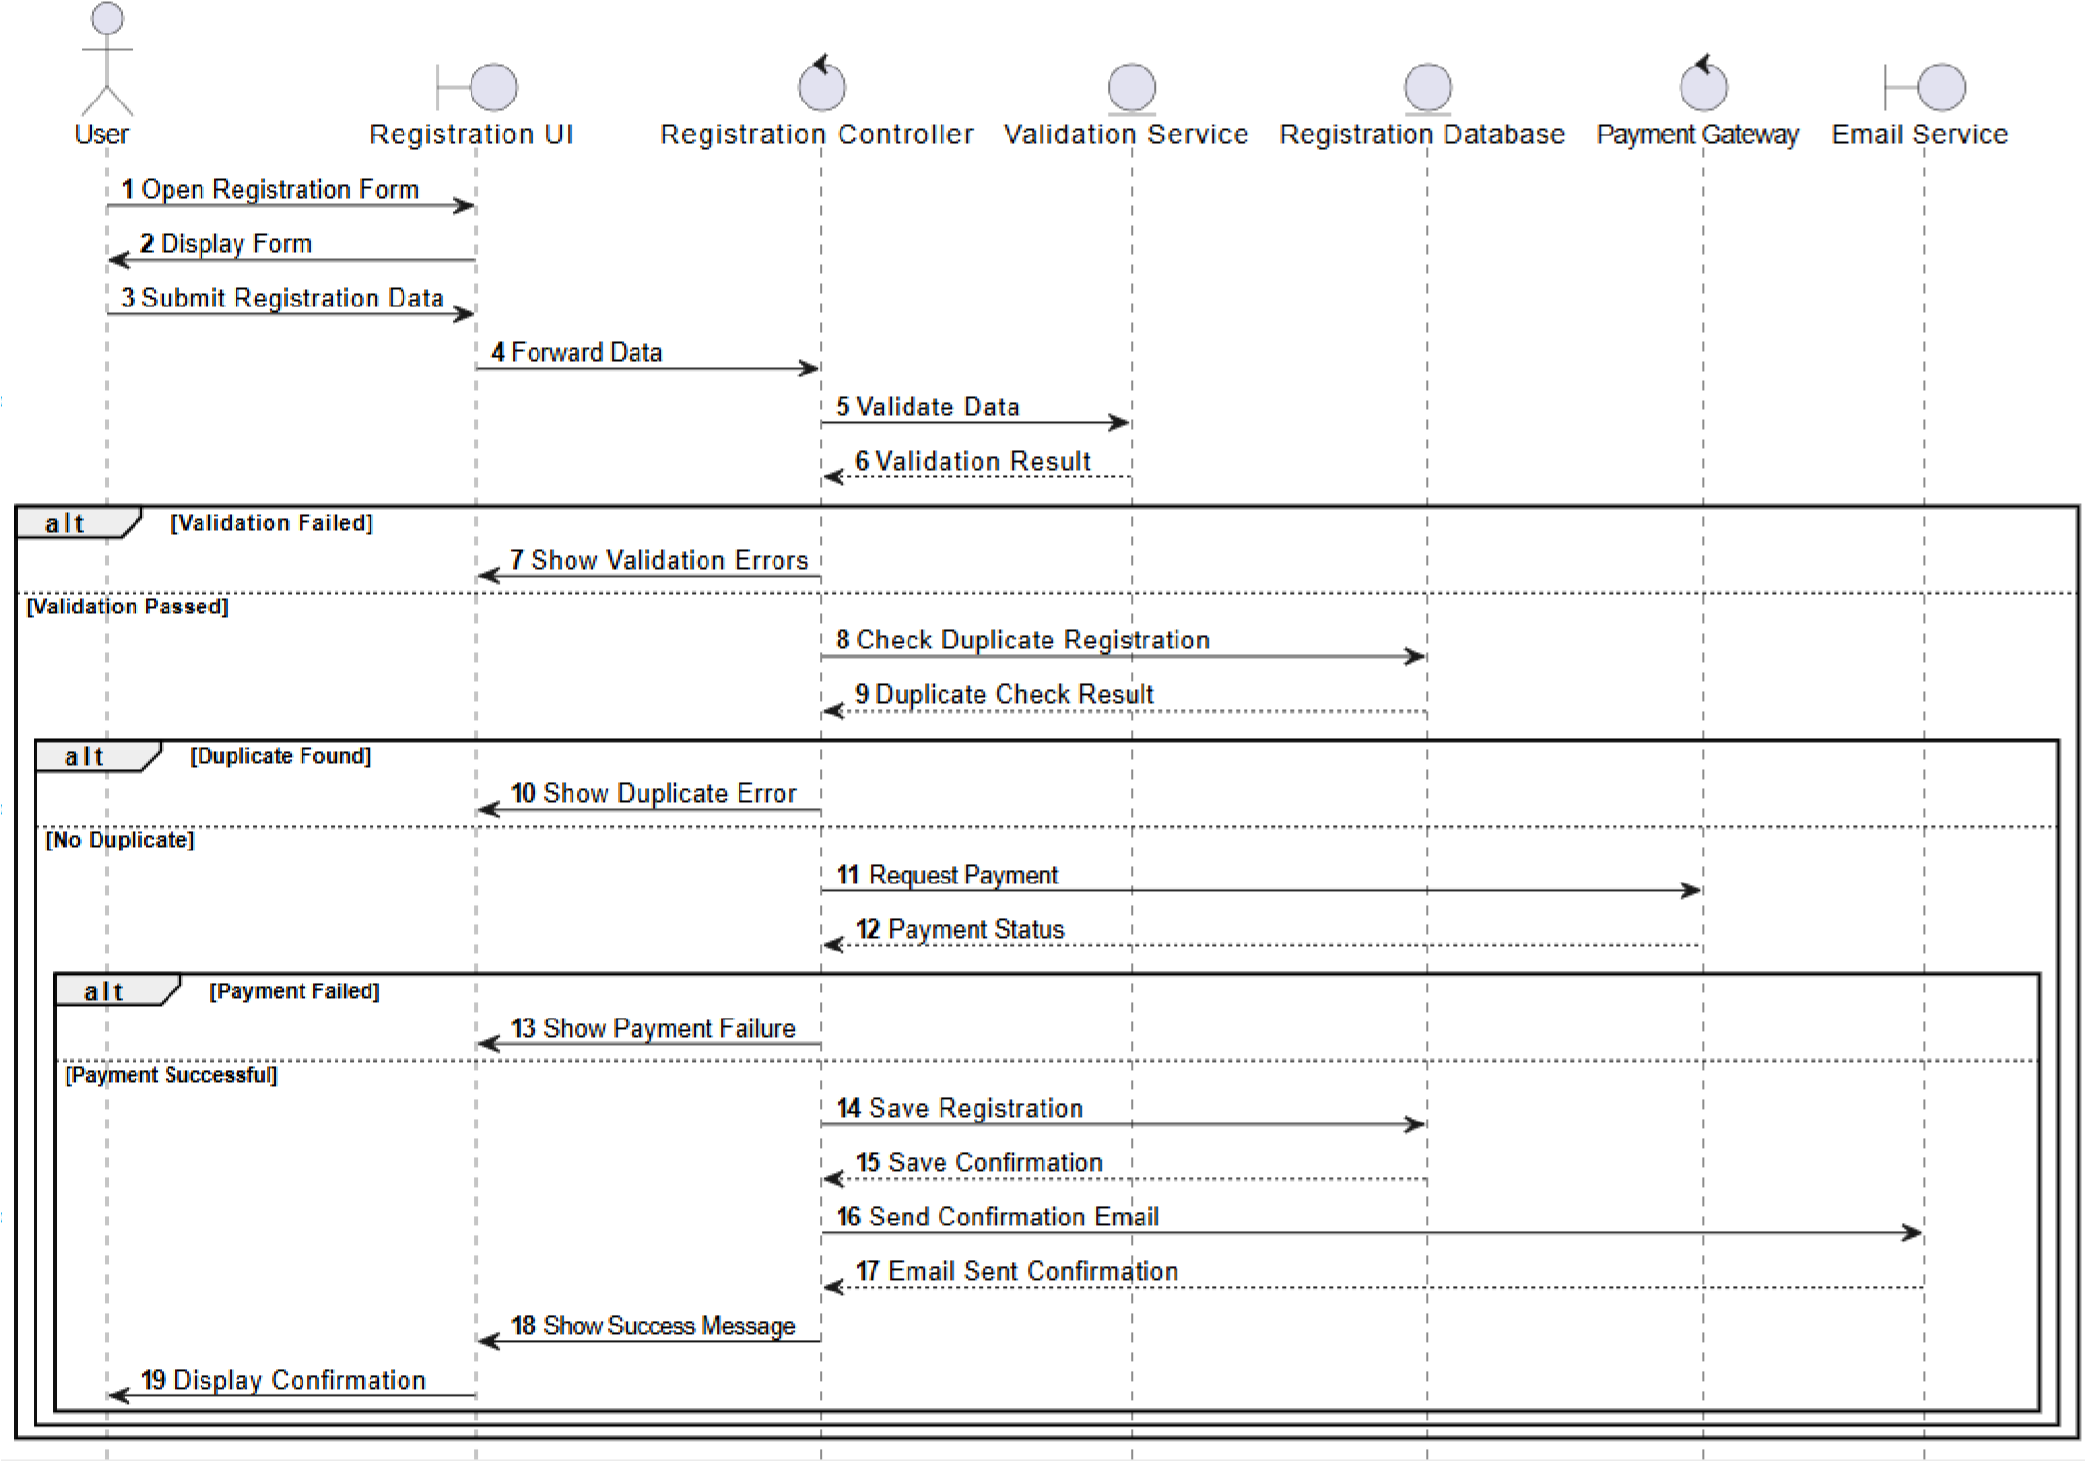 User
Registration UI
Registration Controller
Validation Service
Registration Database
Payment Gateway
Email Service
1 Open Registration Form
2 Display Form
3 Submit Registration Data
4 Forward Data
5 Validate Data
6 Validation Result
alt [Validation Failed]
7 Show Validation Errors
[Validation Passed]
8 Check Duplicate Registration
9 Duplicate Check Result
alt [Duplicate Found]
10 Show Duplicate Error
[No Duplicate]
11 Request Payment
12 Payment Status
alt [Payment Failed]
13 Show Payment Failure
[Payment Successful]
14 Save Registration
15 Save Confirmation
16 Send Confirmation Email
17 Email Sent Confirmation
18 Show Success Message
19 Display Confirmation